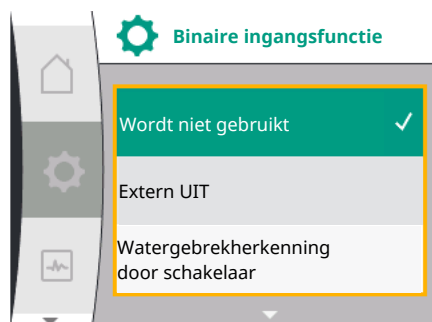 Binaire ingangsfunctie
Wordt niet gebruikt
Extern UIT
Watergebrekherkenning
door schakelaar